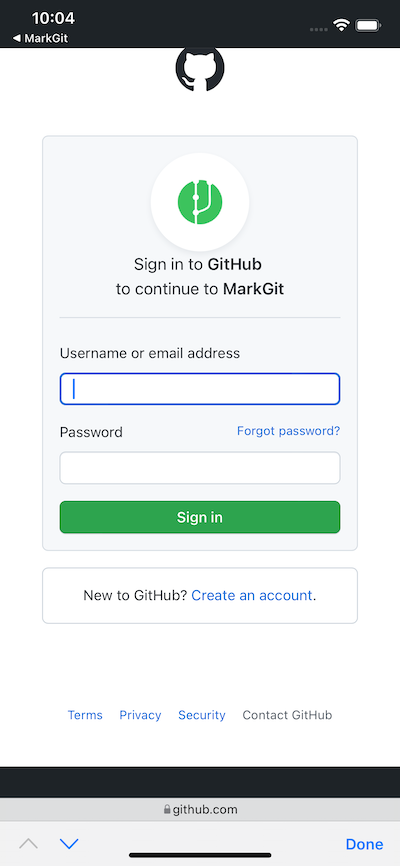 10:04
◀ MarkGit
Sign in to GitHub
to continue to MarkGit
Username or email address
Password
Forgot password?
Sign in
New to GitHub? Create an account.
Terms Privacy Security Contact GitHub
github.com
Done